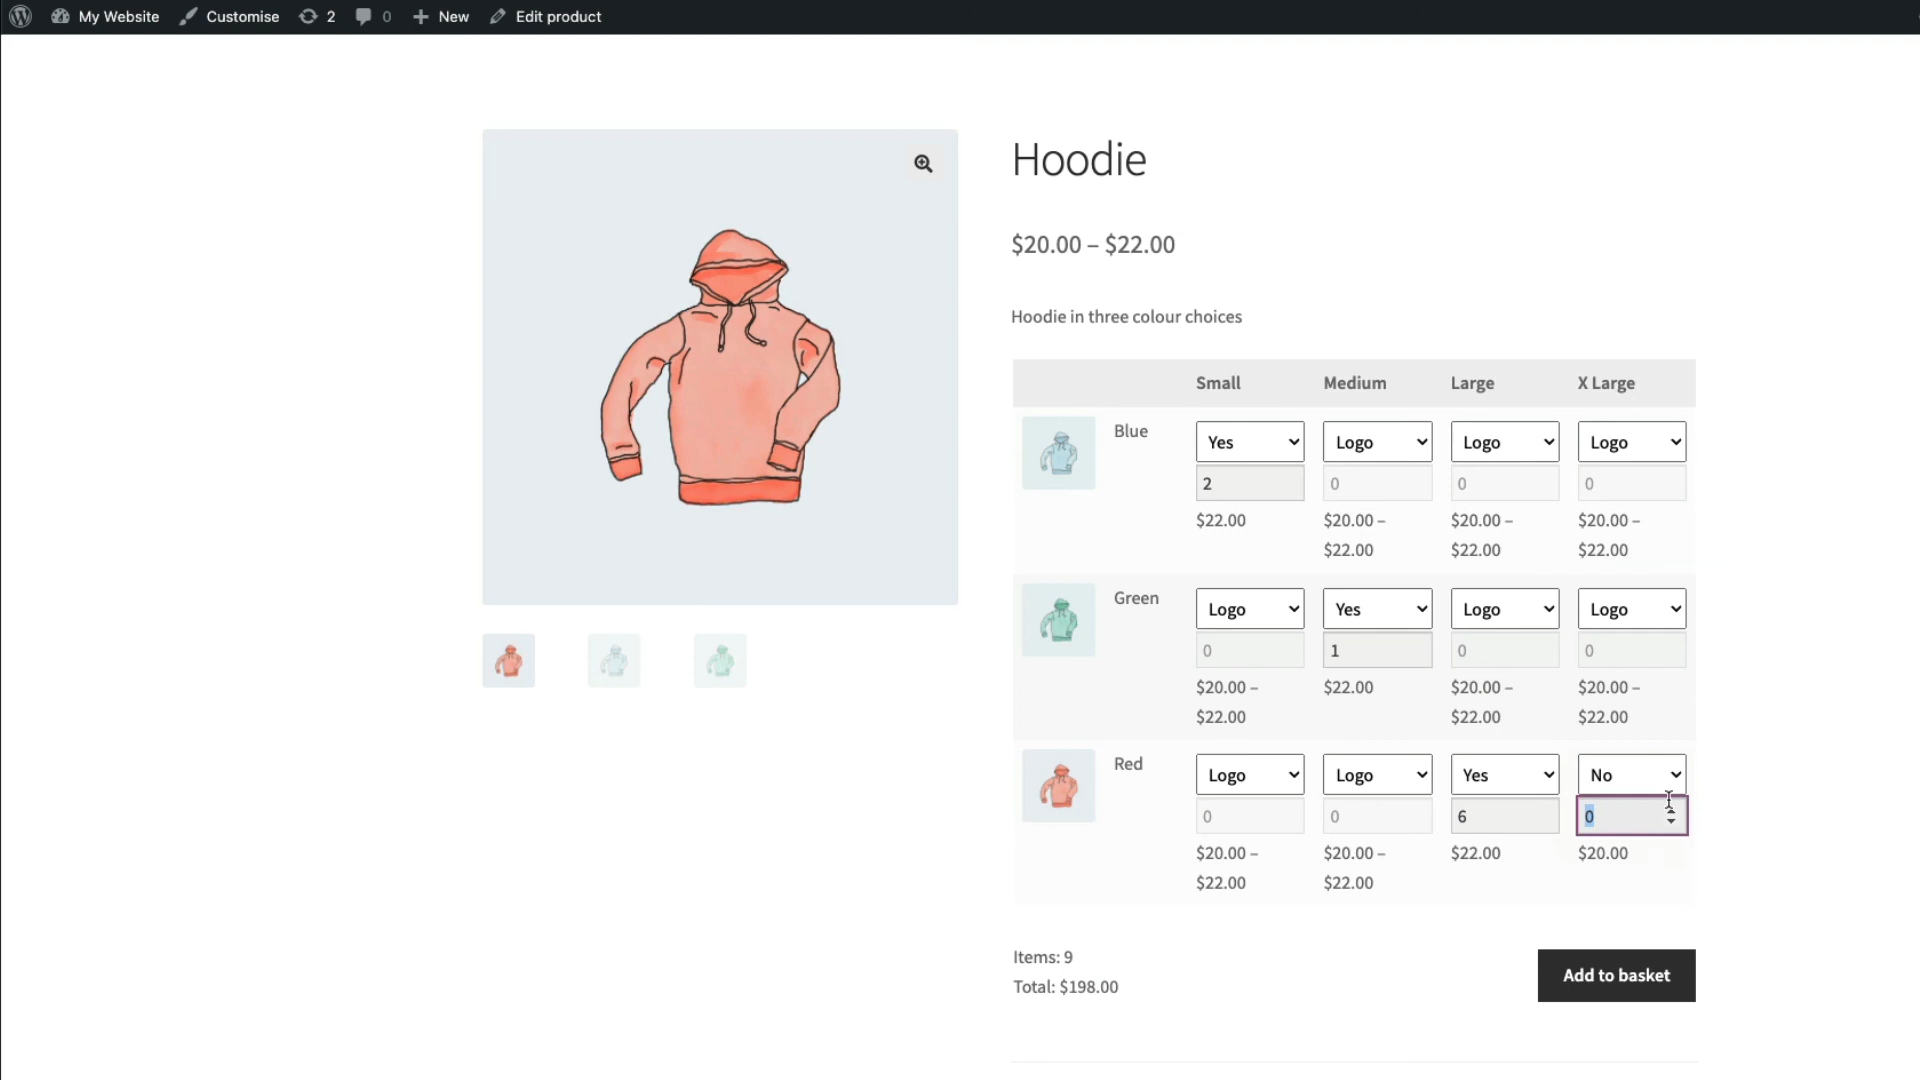 My Website Customise 2 0 New Edit product
Hoodie
$20.00 – $22.00
Hoodie in three colour choices
Small Medium Large X Large
Blue Yes Logo Logo Logo
2 0 0 0
$22.00 $20.00 – $20.00 – $20.00 –
$22.00 $22.00 $22.00
Green Logo Yes Logo Logo
0 1 0 0
$20.00 – $22.00 $20.00 – $20.00 –
$22.00 $22.00 $22.00
Red Logo Logo Yes No
0 0 6 0
$20.00 – $20.00 – $22.00 $20.00
$22.00 $22.00
Items: 9
Total: $198.00
Add to basket